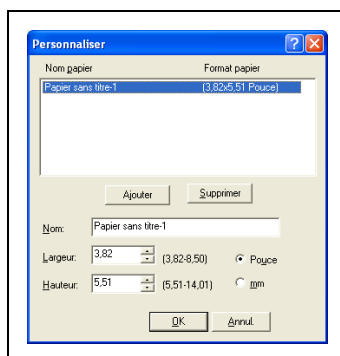 Personnaliser
Nom papier Format papier
Papier sans titre-1 (3,82x5,51 Pouce)
Ajouter Supprimer
Nom: Papier sans titre-1
Largeur: 3,82 (3,82-8,50) Pouce
Hauteur: 5,51 (5,51-14,01) mm
OK Annul.